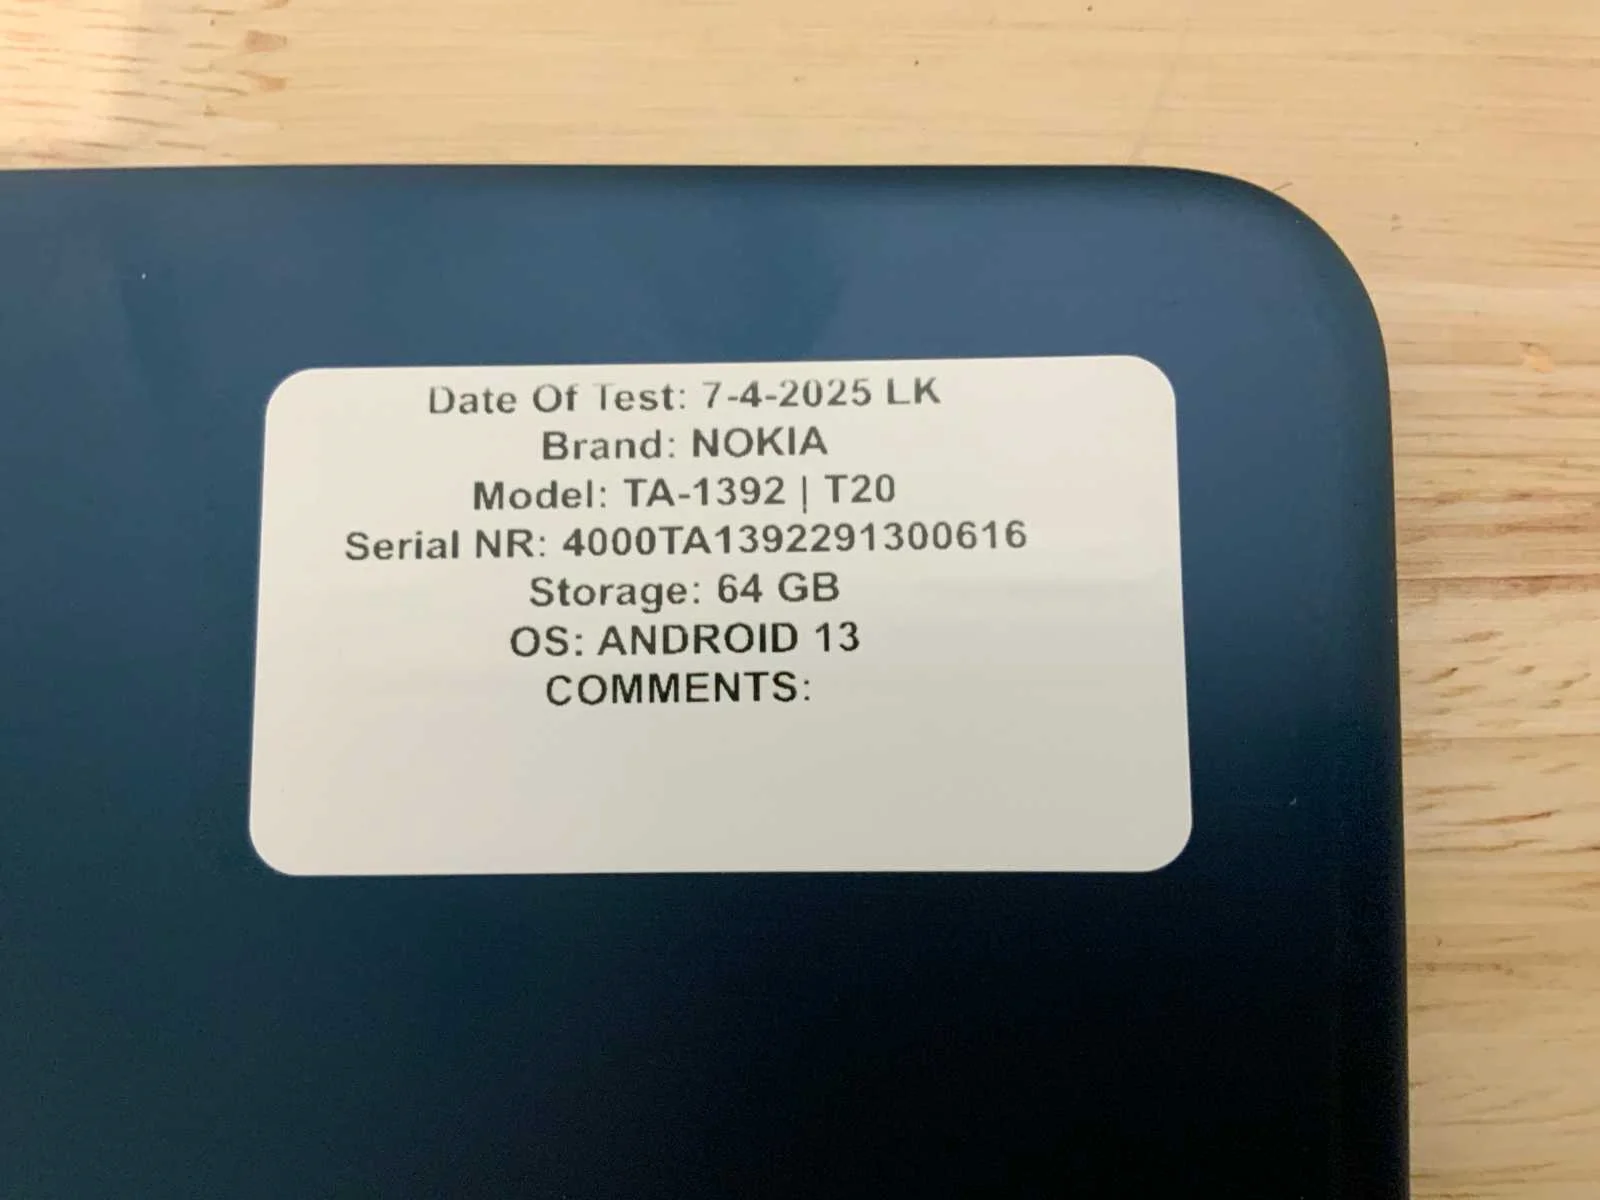 Date Of Test: 7-4-2025 LK
Brand: NOKIA
Model: TA-1392 | T20
Serial NR: 4000TA1392291300616
Storage: 64 GB
OS: ANDROID 13
COMMENTS: